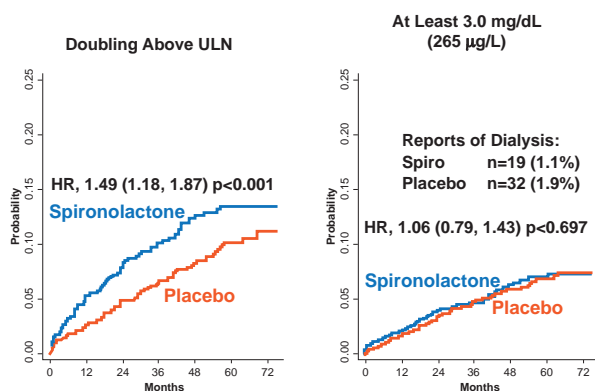 Doubling Above ULN
0.25
0.20
0.15
0.10
0.05
0.00
Probability
HR, 1.49 (1.18, 1.87) p<0.001
Spironolactone
Placebo
0 12 24 36 48 60 72
Months
At Least 3.0 mg/dL
(265 μg/L)
0.25
0.20
0.15
0.10
0.05
0.00
Probability
Reports of Dialysis:
Spiro n=19 (1.1%)
Placebo n=32 (1.9%)
HR, 1.06 (0.79, 1.43) p<0.697
Spironolactone
Placebo
0 12 24 36 48 60 72
Months